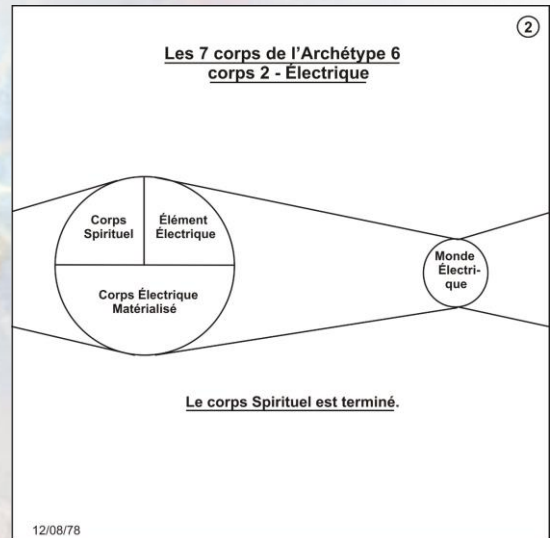 2
Les 7 corps de l'Archétype 6
corps 2 - Électrique
Corps
Spirituel
Élément
Électrique
Corps Électrique
Matérialisé
Monde
Électri-
que
Le corps Spirituel est terminé.
12/08/78